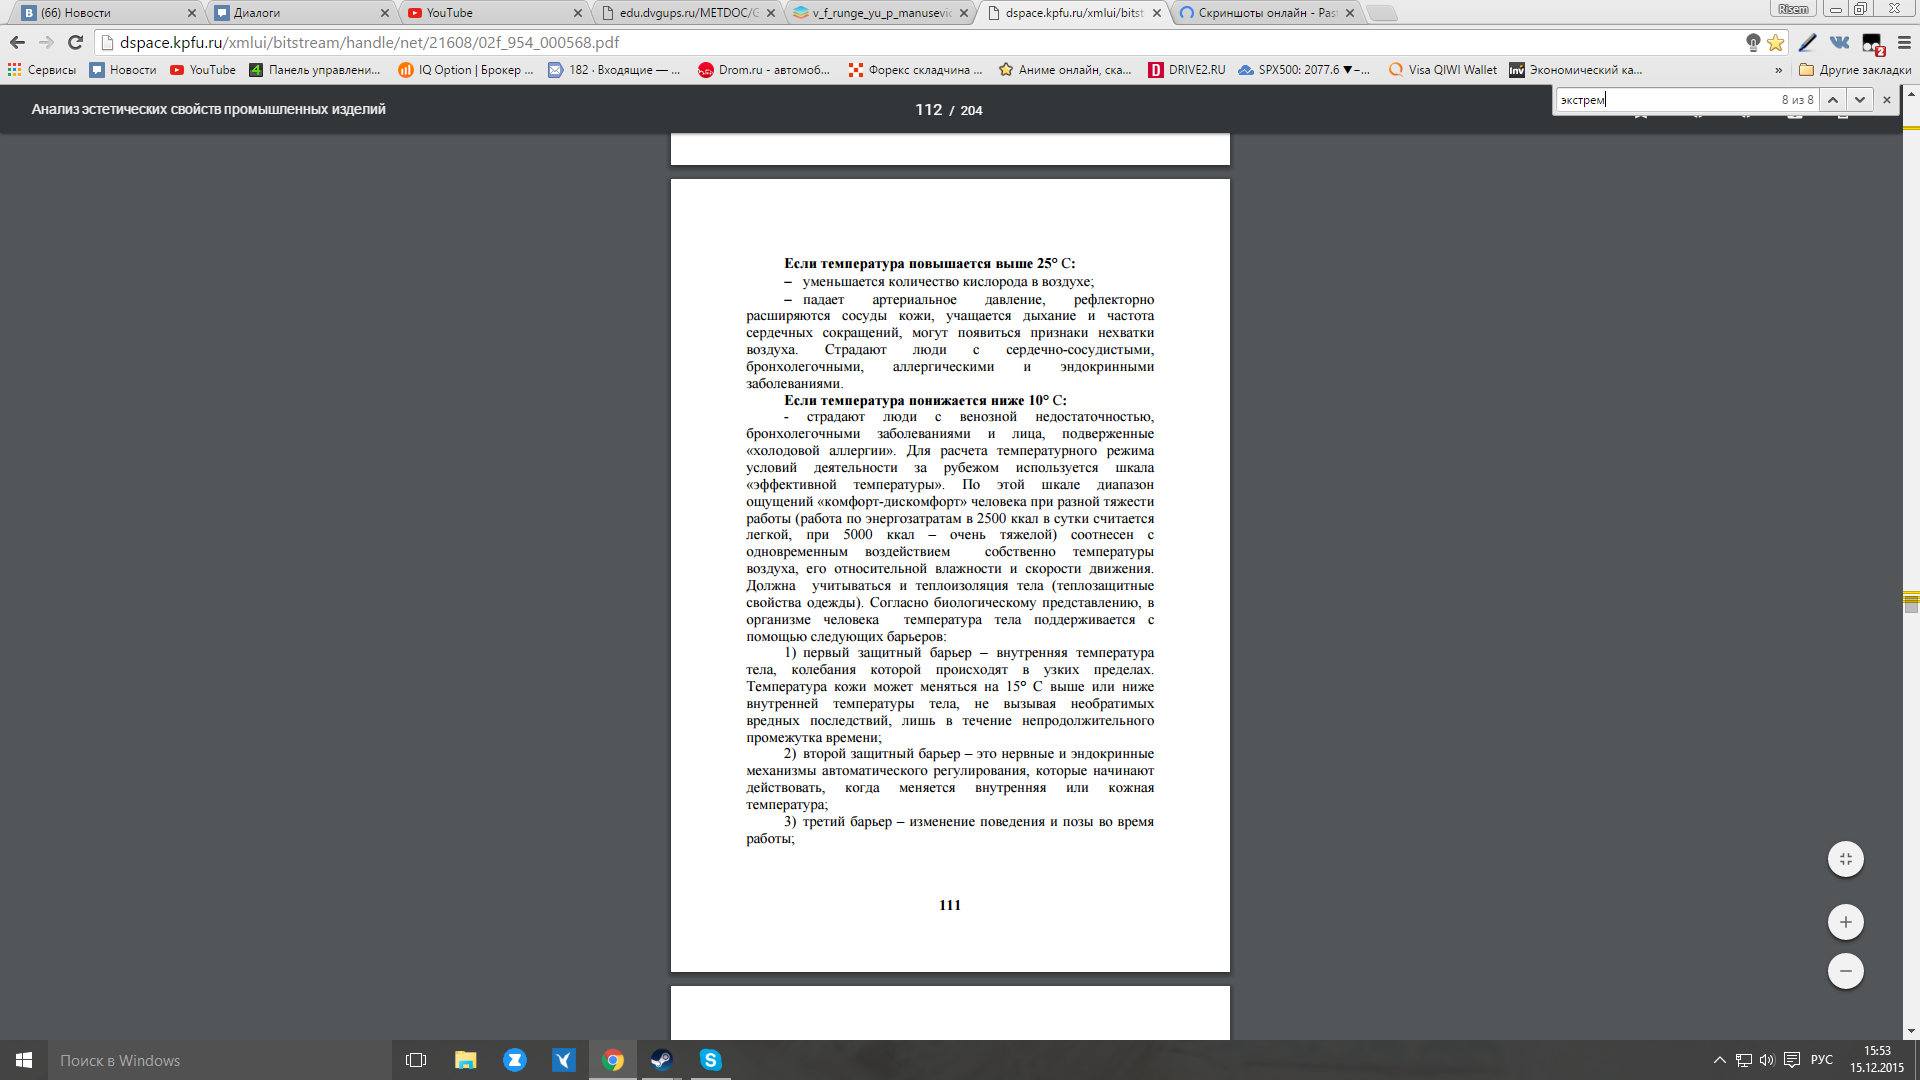 (66) Новости
Диалоги
YouTube
edu.dvgups.ru/METDOC/G
v_f_runge_yu_p_manusevic
dspace.kpfu.ru/xmlui/bitst
Скриншоты онлайн - Past
Risem
dspace.kpfu.ru/xmlui/bitstream/handle/net/21608/02f_954_000568.pdf
2
Сервисы
Новости
YouTube
Панель управлени...
IQ Option | Брокер ...
182 · Входящие — ...
Drom.ru - автомоб...
Форекс складчина ...
Аниме онлайн, ска...
DRIVE2.RU
SPX500: 2077.6 ▼−...
Visa QIWI Wallet
Inv
Экономический ка...
»
Другие закладки
Анализ эстетических свойств промышленных изделий
112 / 204
экстрем
8 из 8
Если температура повышается выше 25° С:
– уменьшается количество кислорода в воздухе;
– падает артериальное давление, рефлекторно
расширяются сосуды кожи, учащается дыхание и частота
сердечных сокращений, могут появиться признаки нехватки
воздуха. Страдают люди с сердечно-сосудистыми,
бронхолегочными, аллергическими и эндокринными
заболеваниями.
Если температура понижается ниже 10° С:
- страдают люди с венозной недостаточностью,
бронхолегочными заболеваниями и лица, подверженные
«холодовой аллергии». Для расчета температурного режима
условий деятельности за рубежом используется шкала
«эффективной температуры». По этой шкале диапазон
ощущений «комфорт-дискомфорт» человека при разной тяжести
работы (работа по энергозатратам в 2500 ккал в сутки считается
легкой, при 5000 ккал – очень тяжелой) соотнесен с
одновременным воздействием собственно температуры
воздуха, его относительной влажности и скорости движения.
Должна учитываться и теплоизоляция тела (теплозащитные
свойства одежды). Согласно биологическому представлению, в
организме человека температура тела поддерживается с
помощью следующих барьеров:
1) первый защитный барьер – внутренняя температура
тела, колебания которой происходят в узких пределах.
Температура кожи может меняться на 15° С выше или ниже
внутренней температуры тела, не вызывая необратимых
вредных последствий, лишь в течение непродолжительного
промежутка времени;
2) второй защитный барьер – это нервные и эндокринные
механизмы автоматического регулирования, которые начинают
действовать, когда меняется внутренняя или кожная
температура;
3) третий барьер – изменение поведения и позы во время
работы;
111
Поиск в Windows
РУС
15:53
15.12.2015